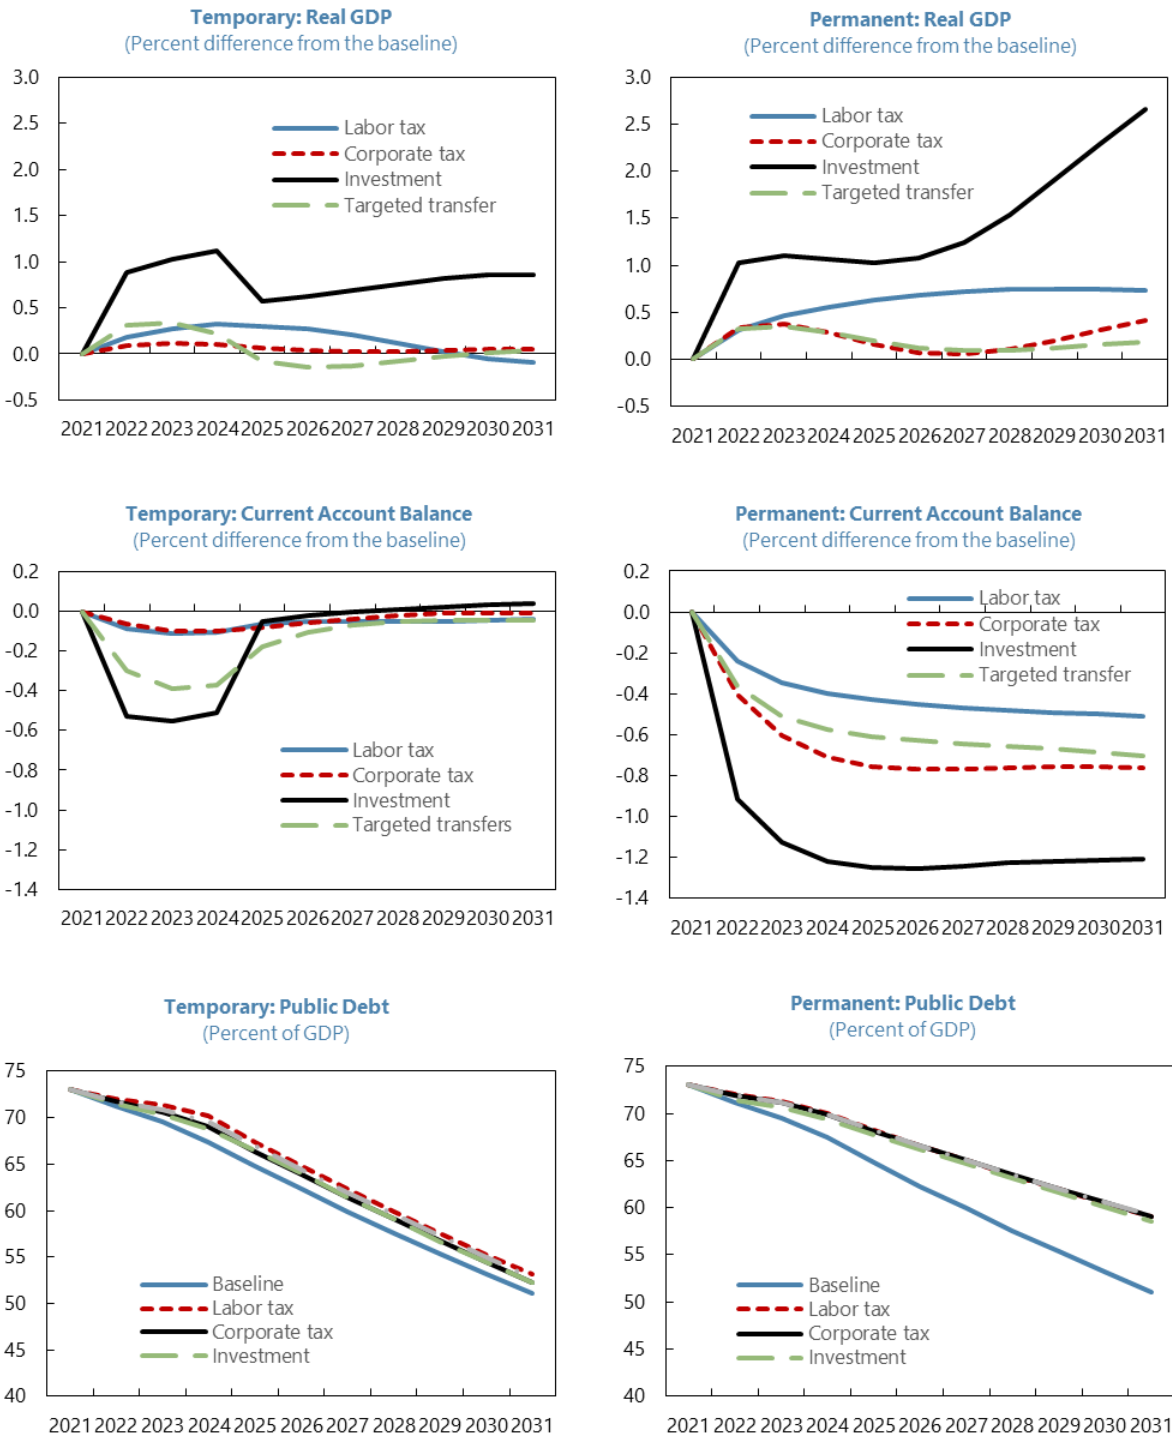 Temporary: Real GDP
(Percent difference from the baseline)
3.0
2.5
2.0
1.5
1.0
0.5
0.0
-0.5
Labor tax
Corporate tax
Investment
Targeted transfer
2021 2022 2023 2024 2025 2026 2027 2028 2029 2030 2031
Permanent: Real GDP
(Percent difference from the baseline)
3.0
2.5
2.0
1.5
1.0
0.5
0.0
-0.5
Labor tax
Corporate tax
Investment
Targeted transfer
2021 2022 2023 2024 2025 2026 2027 2028 2029 2030 2031
Temporary: Current Account Balance
(Percent difference from the baseline)
0.2
0.0
-0.2
-0.4
-0.6
-0.8
-1.0
-1.2
-1.4
Labor tax
Corporate tax
Investment
Targeted transfers
2021 2022 2023 2024 2025 2026 2027 2028 2029 2030 2031
Permanent: Current Account Balance
(Percent difference from the baseline)
0.2
0.0
-0.2
-0.4
-0.6
-0.8
-1.0
-1.2
-1.4
Labor tax
Corporate tax
Investment
Targeted transfer
2021 2022 2023 2024 2025 2026 2027 2028 2029 2030 2031
Temporary: Public Debt
(Percent of GDP)
75
70
65
60
55
50
45
40
Baseline
Labor tax
Corporate tax
Investment
2021 2022 2023 2024 2025 2026 2027 2028 2029 2030 2031
Permanent: Public Debt
(Percent of GDP)
75
70
65
60
55
50
45
40
Baseline
Labor tax
Corporate tax
Investment
2021 2022 2023 2024 2025 2026 2027 2028 2029 2030 2031